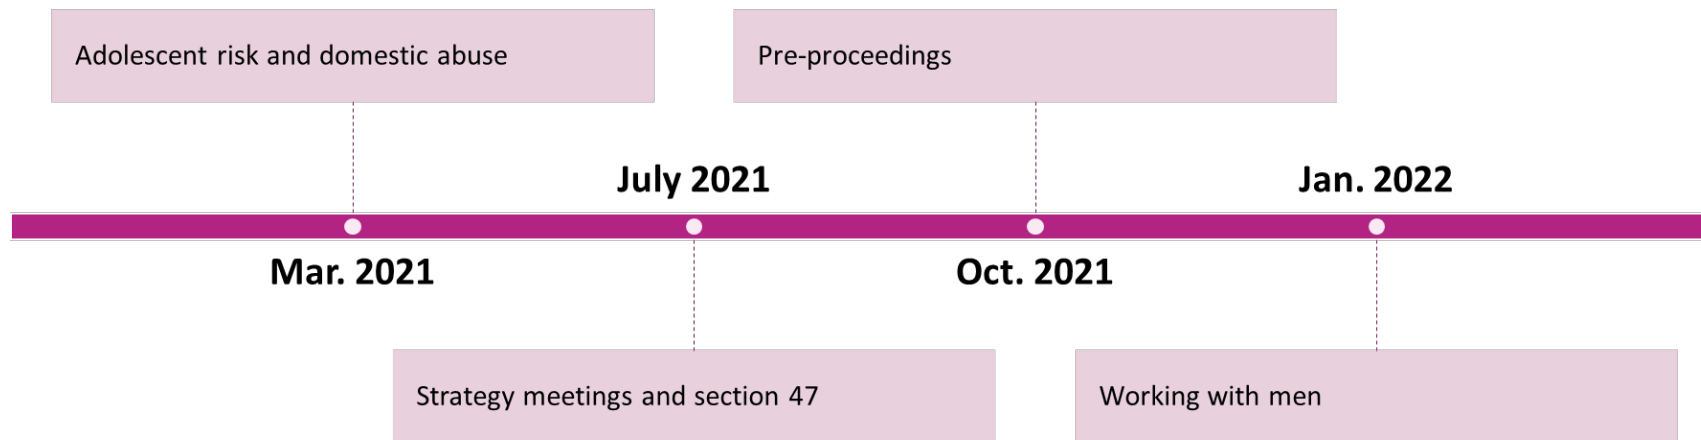 Adolescent risk and domestic abuse
Pre-proceedings
July 2021
Jan. 2022
Mar. 2021
Oct. 2021
Strategy meetings and section 47
Working with men